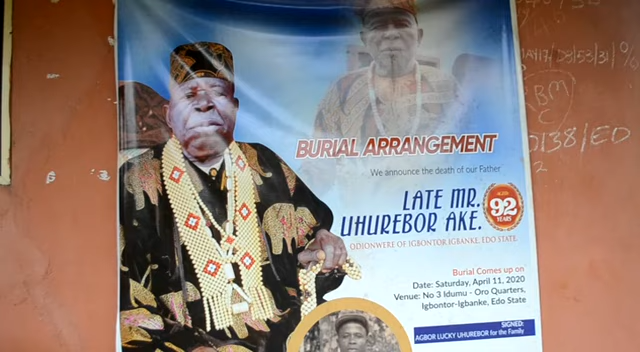 BURIAL ARRANGEMENT
We announce the death of our Father
LATE MR.
UHUREBOR AKE.
AGED
92
YEARS
ODIONWERE OF IGBONTOR IGBANKE, EDO STATE
Burial Comes up on
Date: Saturday, April 11, 2020
Venue: No 3 Idumu - Oro Quarters,
Igbontor-Igbanke, Edo State
SIGNED:
AGBOR LUCKY UHUREBOR for the Family
BM
C